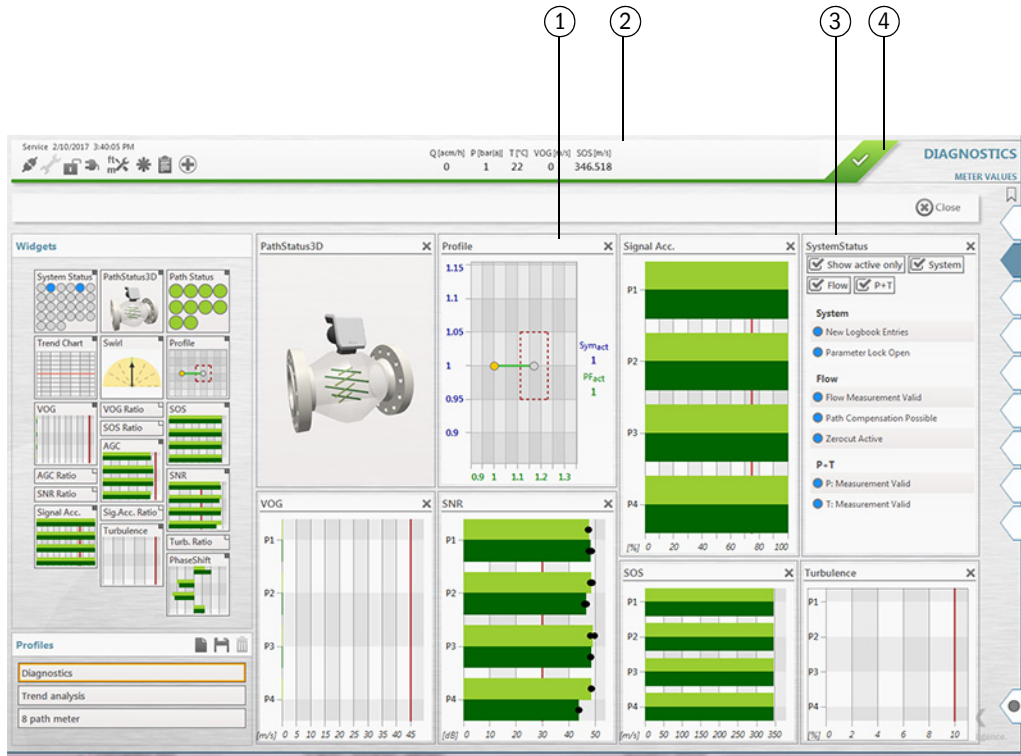 1 2 3 4
Service 2/10/2017 3:40:05 PM
ft
m
Q [acm/h] P [bar(a)] T [°C] VOG [m/s] SOS [m/s]
0 1 22 0 346.518
DIAGNOSTICS
METER VALUES
Close
Widgets
System Status PathStatus3D Path Status
Trend Chart Swirl Profile
VOG VOG Ratio SOS
SOS Ratio
AGC
AGC Ratio SNR
SNR Ratio
Signal Acc. Sig.Acc. Ratio
Turbulence
Turb. Ratio
PhaseShift
Profiles
Diagnostics
Trend analysis
8 path meter
PathStatus3D
Profile
1.15
1.1
1.05
1
0.95
0.9
0.9 1 1.1 1.2 1.3
Symact
1
PFact
1
Signal Acc.
P1
P2
P3
P4
[%] 0 20 40 60 80 100
SystemStatus
Show active only System
Flow P+T
System
New Logbook Entries
Parameter Lock Open
Flow
Flow Measurement Valid
Path Compensation Possible
Zerocut Active
P+T
P: Measurement Valid
T: Measurement Valid
VOG
P1
P2
P3
P4
[m/s] 0 5 10 15 20 25 30 35 40 45
SNR
P1
P2
P3
P4
[dB] 0 10 20 30 40 50
SOS
P1
P2
P3
P4
[m/s] 0 50 100 150 200 250 300 350
Turbulence
P1
P2
P3
P4
[%] 0 2 4 6 8 10